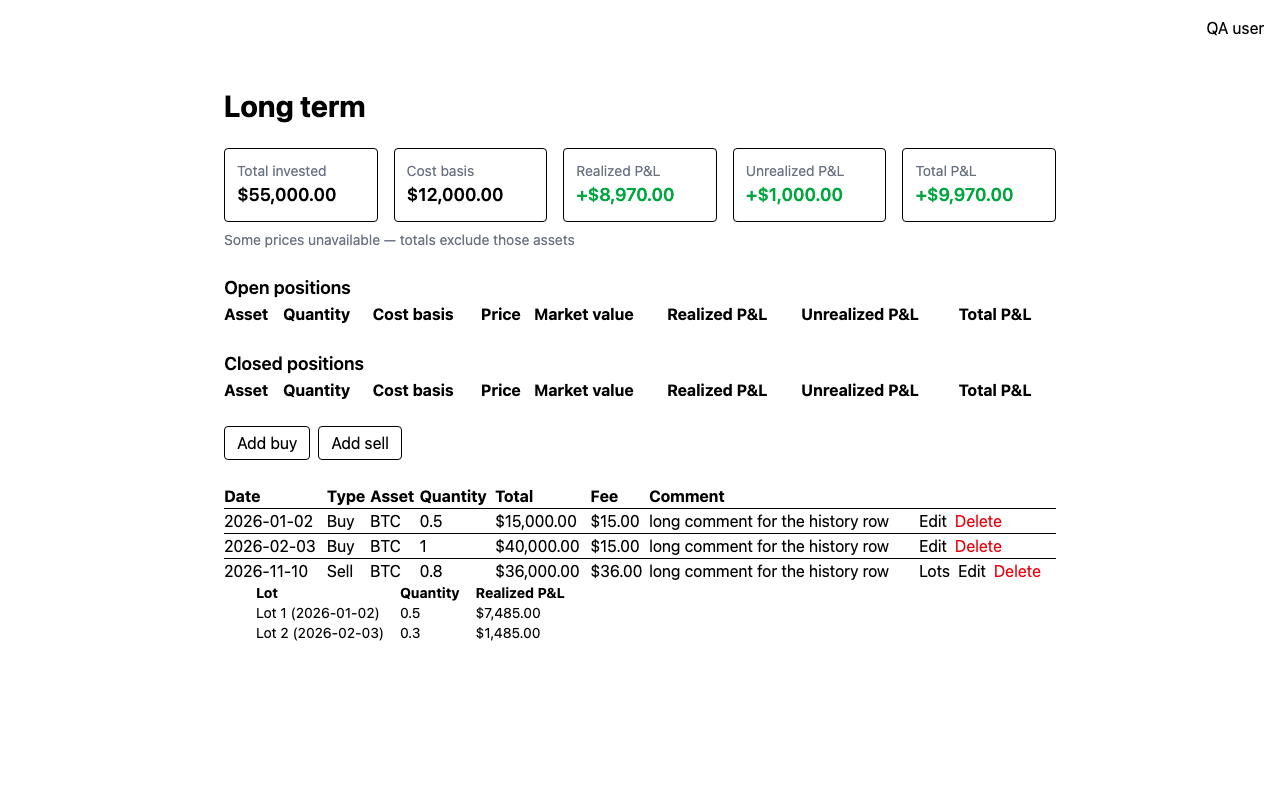 QA user
Long term
Total invested Cost basis Realized P&L Unrealized P&L Total P&L
$55,000.00 $12,000.00 +$8,970.00 +$1,000.00 +$9,970.00
Some prices unavailable — totals exclude those assets
Open positions
Asset Quantity Cost basis Price Market value Realized P&L Unrealized P&L Total P&L
Closed positions
Asset Quantity Cost basis Price Market value Realized P&L Unrealized P&L Total P&L
Add buy Add sell
Date Type Asset Quantity Total Fee Comment
2026-01-02 Buy BTC 0.5 $15,000.00 $15.00 long comment for the history row Edit Delete
2026-02-03 Buy BTC 1 $40,000.00 $15.00 long comment for the history row Edit Delete
2026-11-10 Sell BTC 0.8 $36,000.00 $36.00 long comment for the history row Lots Edit Delete
Lot Quantity Realized P&L
Lot 1 (2026-01-02) 0.5 $7,485.00
Lot 2 (2026-02-03) 0.3 $1,485.00